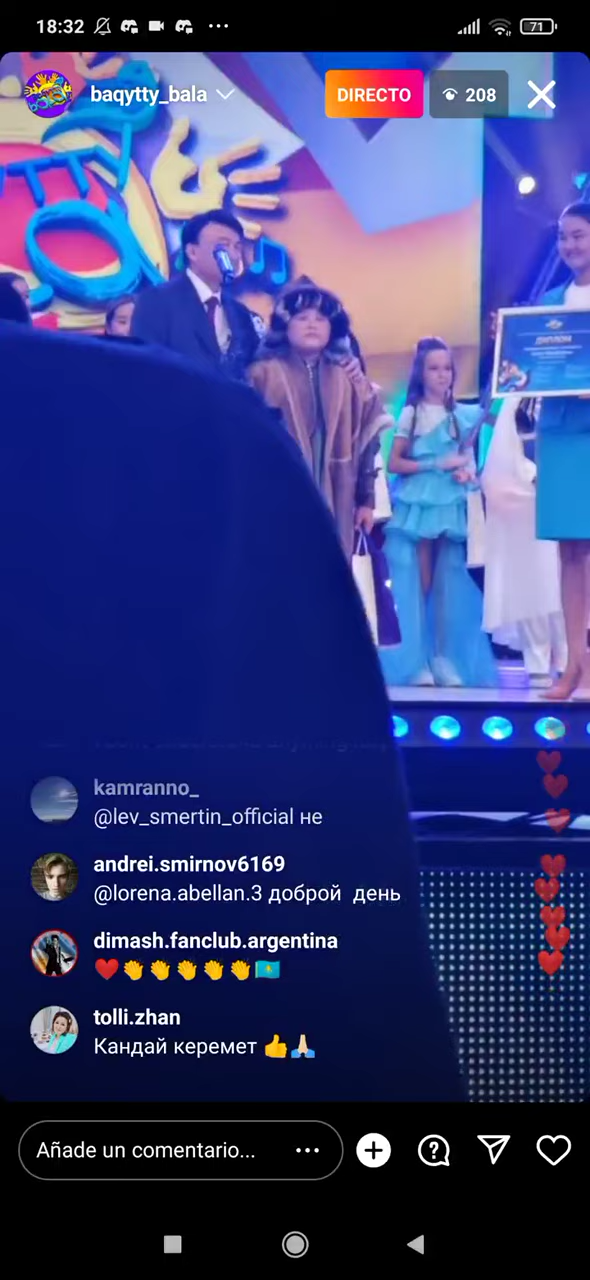 18:32
71
baqytty_bala
DIRECTO
208
ДИПЛОМ
kamranno_
@lev_smertin_official не
andrei.smirnov6169
@lorena.abellan.3 доброй день
dimash.fanclub.argentina
❤️👏👏👏👏👏🇰🇿
tolli.zhan
Кандай керемет 👍🙏🏻
Añade un comentario...